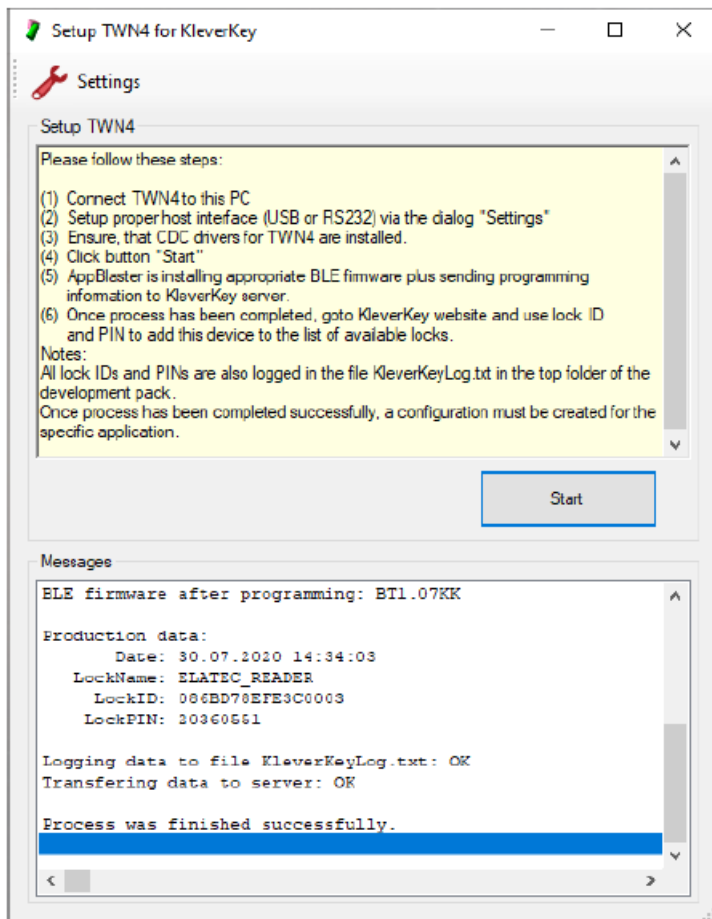 Setup TWN4 for KleverKey
Settings
Setup TWN4
Please follow these steps:
(1) Connect TWN4 to this PC
(2) Setup proper host interface (USB or RS232) via the dialog "Settings"
(3) Ensure, that CDC drivers for TWN4 are installed.
(4) Click button "Start"
(5) AppBlaster is installing appropriate BLE firmware plus sending programming
information to KleverKey server.
(6) Once process has been completed, goto KleverKey website and use lock ID
and PIN to add this device to the list of available locks.
Notes:
All lock IDs and PINs are also logged in the file KleverKeyLog.txt in the top folder of the
development pack.
Once process has been completed successfully, a configuration must be created for the
specific application.
Start
Messages
BLE firmware after programming: BT1.07KK
Production data:
Date: 30.07.2020 14:34:03
LockName: ELATEC_READER
LockID:
LockPIN: 20360551
Logging data to file KleverKeyLog.txt: OK
Transfering data to server: OK
Process was finished successfully.